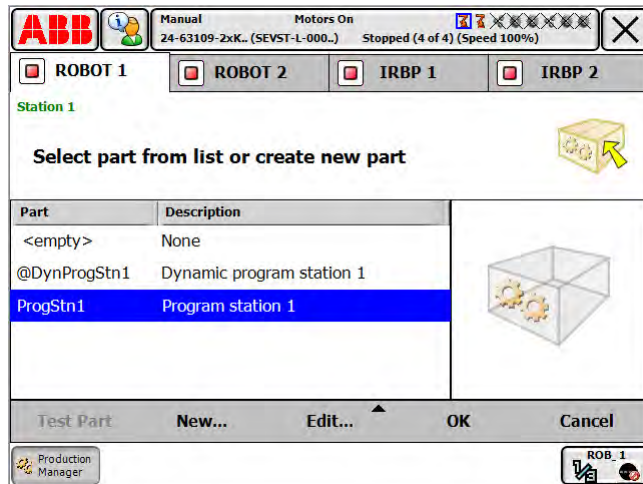 ABB
Manual Motors On
24-63109-2xK.. (SEVST-L-000..) Stopped (4 of 4) (Speed 100%)
ROBOT 1 ROBOT 2 IRBP 1 IRBP 2
Station 1
Select part from list or create new part
Part Description
<empty> None
@DynProgStn1 Dynamic program station 1
ProgStn1 Program station 1
Test Part New... Edit... OK Cancel
Production
Manager
ROB_1